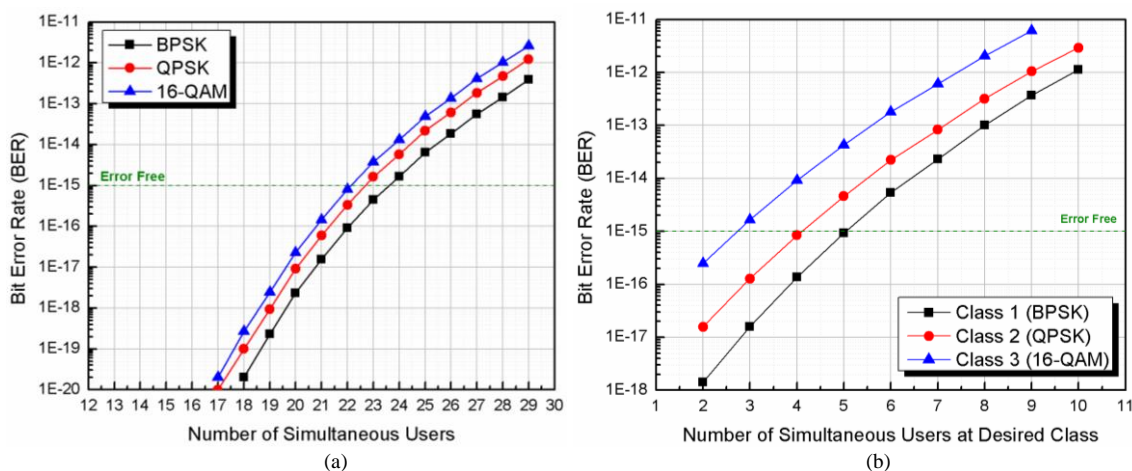 1E-11
1E-12
1E-13
1E-14
1E-15
1E-16
1E-17
1E-18
1E-19
1E-20
Bit Error Rate (BER)
BPSK
QPSK
16-QAM
Error Free
12 13 14 15 16 17 18 19 20 21 22 23 24 25 26 27 28 29 30
Number of Simultaneous Users
(a)
1E-11
1E-12
1E-13
1E-14
1E-15
1E-16
1E-17
1E-18
Bit Error Rate (BER)
Error Free
Class 1 (BPSK)
Class 2 (QPSK)
Class 3 (16-QAM)
1 2 3 4 5 6 7 8 9 10 11
Number of Simultaneous Users at Desired Class
(b)